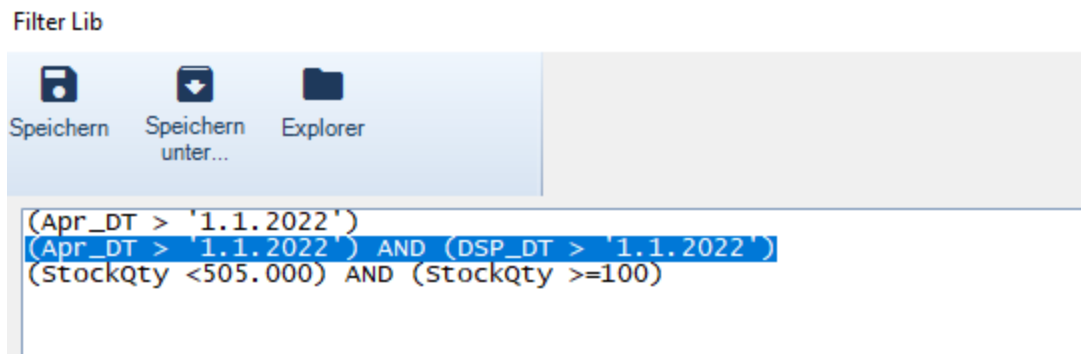 Filter Lib
Speichern
Speichern unter...
Explorer
(Apr_DT > '1.1.2022')
(Apr_DT > '1.1.2022') AND (DSP_DT > '1.1.2022')
(StockQty <505.000) AND (StockQty >=100)